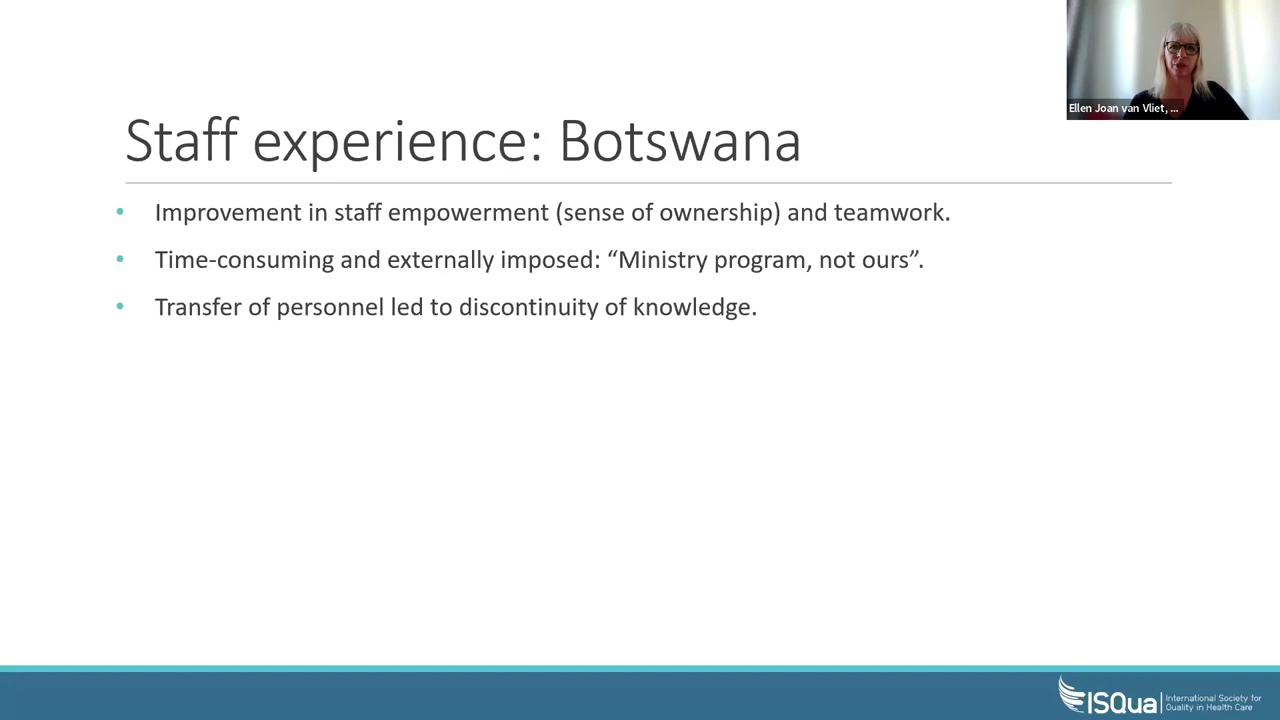 Ellen Joan van Vliet, ...
Staff experience: Botswana
• Improvement in staff empowerment (sense of ownership) and teamwork.
• Time-consuming and externally imposed: “Ministry program, not ours”.
• Transfer of personnel led to discontinuity of knowledge.
ISQua
International Society for
Quality in Health Care